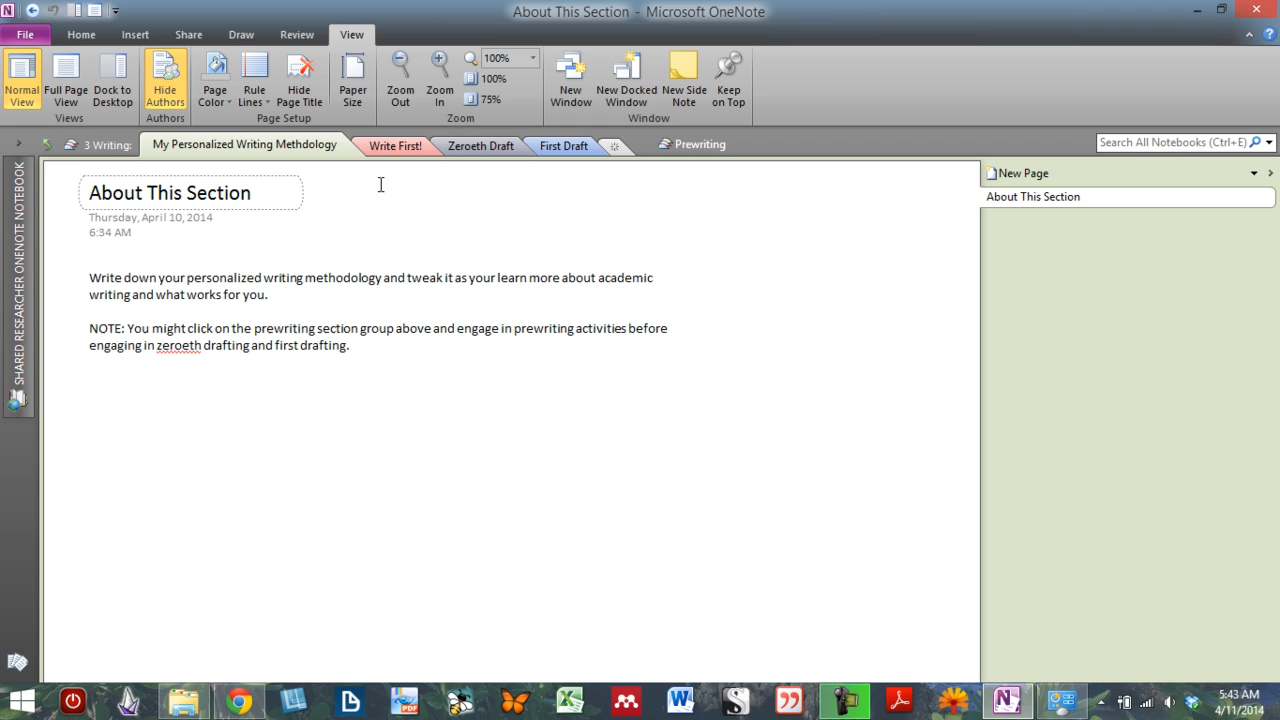 About This Section - Microsoft OneNote
File Home Insert Share Draw Review View
Normal View
Full Page View
Dock to Desktop
Hide Authors
Page Color
Rule Lines
Hide Page Title
Paper Size
Zoom Out
Zoom In
100%
100%
75%
New Window
New Docked Window
New Side Note
Keep on Top
Views Authors Page Setup Zoom Window
3 Writing: My Personalized Writing Methdology Write First! Zeroeth Draft First Draft Prewriting
Search All Notebooks (Ctrl+E)
SHARED RESEARCHER ONENOTE NOTEBOOK
New Page
About This Section
About This Section
Thursday, April 10, 2014
6:34 AM
Write down your personalized writing methodology and tweak it as your learn more about academic
writing and what works for you.
NOTE: You might click on the prewriting section group above and engage in prewriting activities before
engaging in zeroeth drafting and first drafting.
5:43 AM
4/11/2014